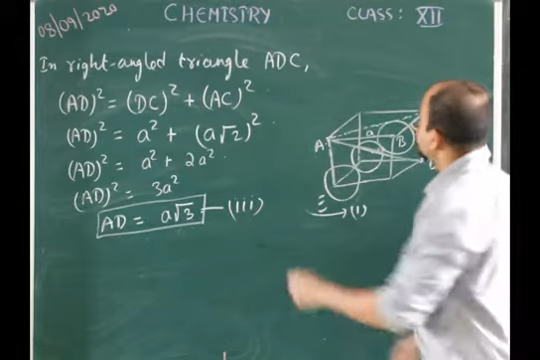 08/09/2020
CHEMISTRY
CLASS: XII
In right-angled triangle ADC,
(AD)² = (DC)² + (AC)²
(AD)² = a² + (a√2)²
(AD)² = a² + 2a²
(AD)² = 3a²
AD = a√3 — (iii)
A
a
B
E
(i)